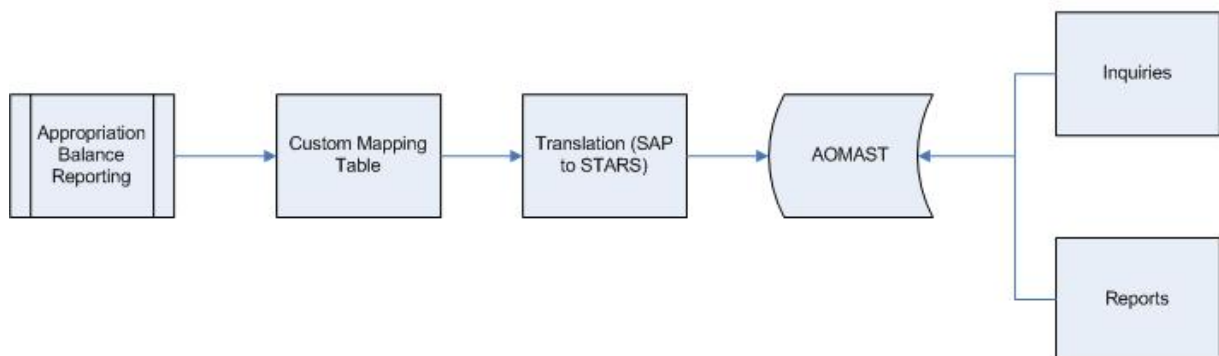 Appropriation
Balance
Reporting
Custom Mapping
Table
Translation (SAP
to STARS)
AOMAST
Inquiries
Reports